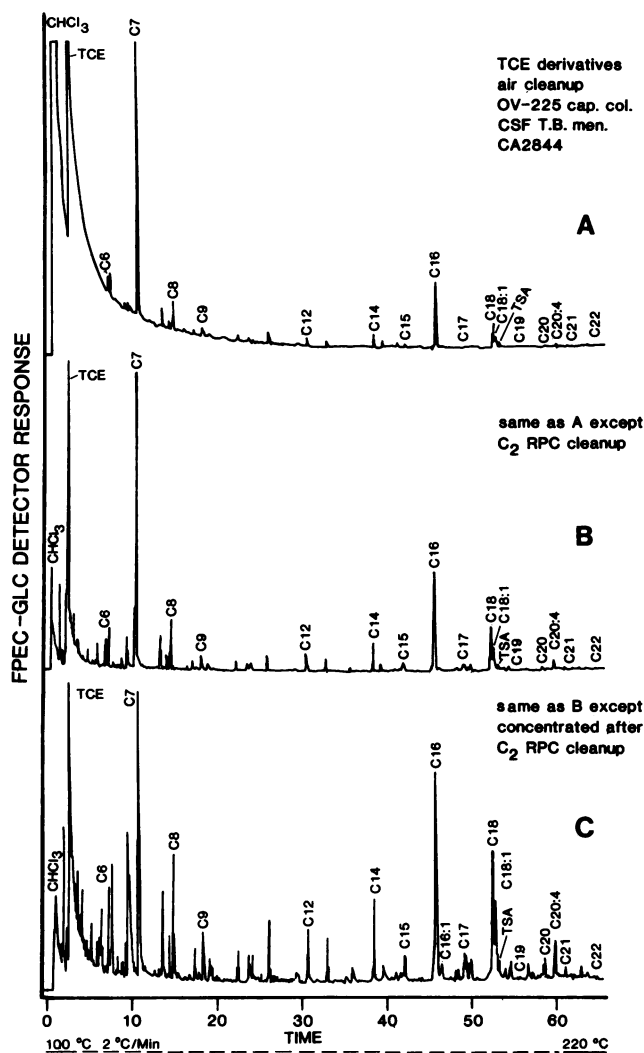 CHCl3
TCE
C7
TCE derivatives
air cleanup
OV-225 cap. col.
CSF T.B. men.
CA2844
A
C6
C8
C9
C12
C14
C15
C16
C17
C18
C18:1
TSA
C19
C20
C20:4
C21
C22
FPEC-GLC DETECTOR RESPONSE
TCE
C7
same as A except
C2 RPC cleanup
B
CHCl3
C6
C8
C9
C12
C14
C15
C16
C17
C18
C18:1
TSA
C19
C20
C20:4
C21
C22
TCE
C7
same as B except
concentrated after
C2 RPC cleanup
C
CHCl3
C6
C8
C9
C12
C14
C15
C16
C16:1
C17
C18
C18:1
TSA
C19
C20
C20:4
C21
C22
0 10 20 30 40 50 60
TIME
100 °C 2 °C/Min 220 °C